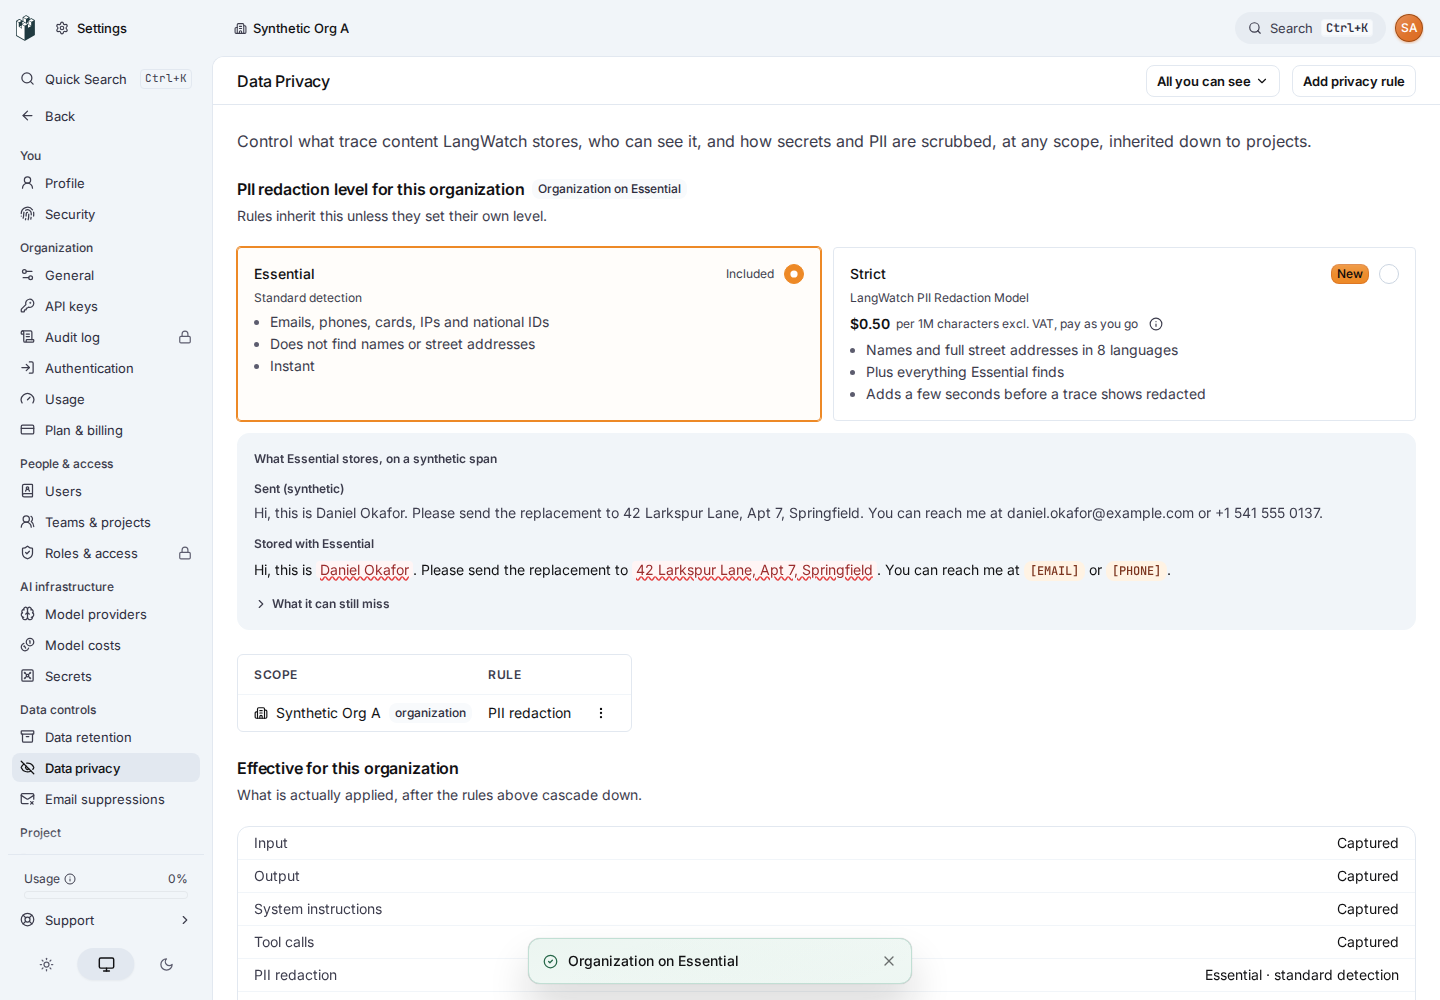 Settings
Synthetic Org A
Search Ctrl+K
SA
Quick Search Ctrl+K
Back
You
Profile
Security
Organization
General
API keys
Audit log
Authentication
Usage
Plan & billing
People & access
Users
Teams & projects
Roles & access
AI infrastructure
Model providers
Model costs
Secrets
Data controls
Data retention
Data privacy
Email suppressions
Project
Usage 0%
Support
Data Privacy
All you can see
Add privacy rule
Control what trace content LangWatch stores, who can see it, and how secrets and PII are scrubbed, at any scope, inherited down to projects.
PII redaction level for this organization Organization on Essential
Rules inherit this unless they set their own level.
Essential Included
Standard detection
• Emails, phones, cards, IPs and national IDs
• Does not find names or street addresses
• Instant
Strict New
LangWatch PII Redaction Model
$0.50 per 1M characters excl. VAT, pay as you go
• Names and full street addresses in 8 languages
• Plus everything Essential finds
• Adds a few seconds before a trace shows redacted
What Essential stores, on a synthetic span
Sent (synthetic)
Hi, this is Daniel Okafor. Please send the replacement to 42 Larkspur Lane, Apt 7, Springfield. You can reach me at daniel.okafor@example.com or +1 541 555 0137.
Stored with Essential
Hi, this is Daniel Okafor. Please send the replacement to 42 Larkspur Lane, Apt 7, Springfield. You can reach me at [EMAIL] or [PHONE].
What it can still miss
SCOPE RULE
Synthetic Org A organization PII redaction
Effective for this organization
What is actually applied, after the rules above cascade down.
Input Captured
Output Captured
System instructions Captured
Tool calls Captured
PII redaction Essential · standard detection
Organization on Essential